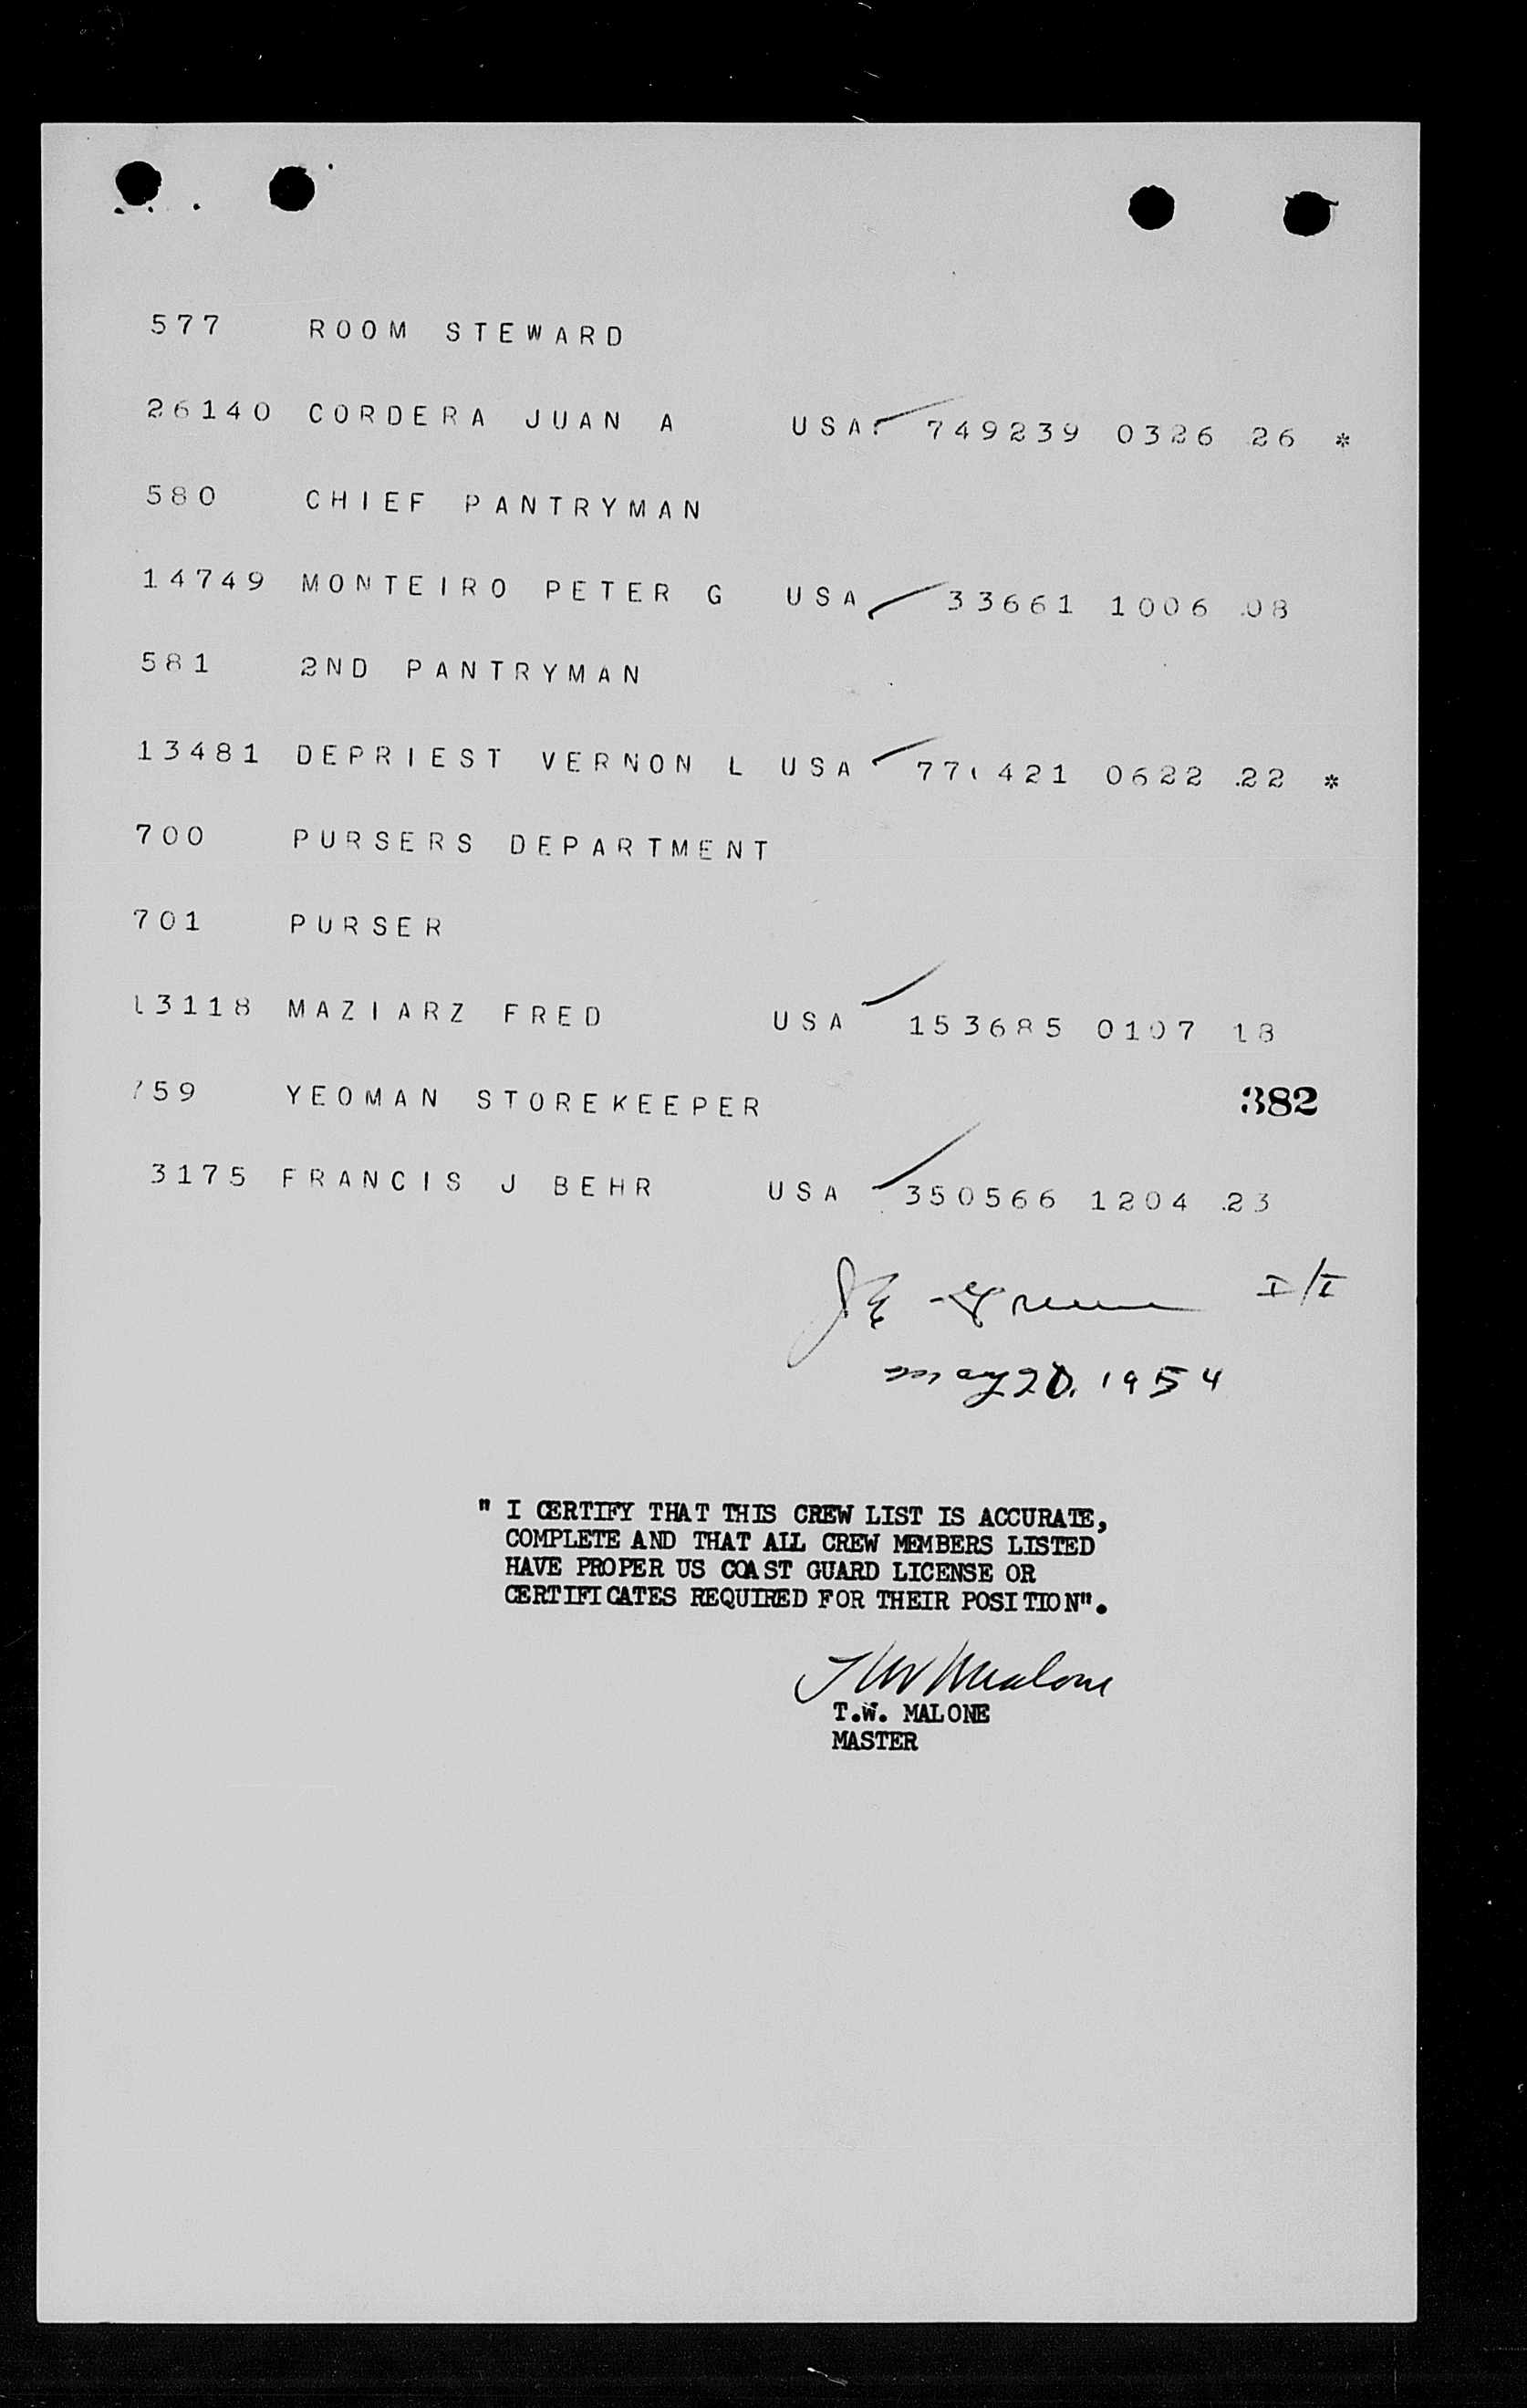 577 ROOM STEWARD
26140 CORDERA JUAN A USA 749239 0326 26 *
580 CHIEF PANTRYMAN
14749 MONTEIRO PETER G USA 33661 1006 08
581 2ND PANTRYMAN
13481 DEPRIEST VERNON L USA 0622 22 *
700 PURSERS DEPARTMENT
701 PURSER
13118 MAZIARZ FRED USA 153685 0107 18
759 YEOMAN STOREKEEPER
382
3175 FRANCIS J BEHR USA 350566 1204 23
Greene I/I
May 20, 1954
" I CERTIFY THAT THIS CREW LIST IS ACCURATE,
COMPLETE AND THAT ALL CREW MEMBERS LISTED
HAVE PROPER US COAST GUARD LICENSE OR
CERTIFICATES REQUIRED FOR THEIR POSITION".
TW Malone
T.W. MALONE
MASTER